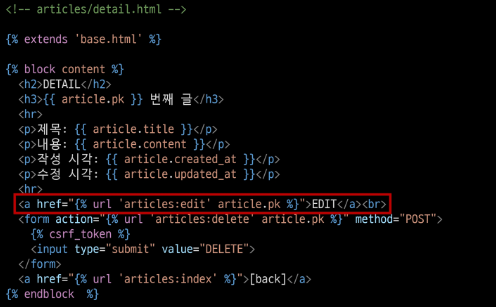 <!-- articles/detail.html -->
{% extends 'base.html' %}
{% block content %}
<h2>DETAIL</h2>
<h3>{{ article.pk }} 번째 글</h3>
<hr>
<p>제목: {{ article.title }}</p>
<p>내용: {{ article.content }}</p>
<p>작성 시각: {{ article.created_at }}</p>
<p>수정 시각: {{ article.updated_at }}</p>
<hr>
<a href="{% url 'articles:edit' article.pk %}">EDIT</a><br>
<form action="{% url 'articles:delete' article.pk %}" method="POST">
{% csrf_token %}
<input type="submit" value="DELETE">
</form>
<a href="{% url 'articles:index' %}">[back]</a>
{% endblock  %}